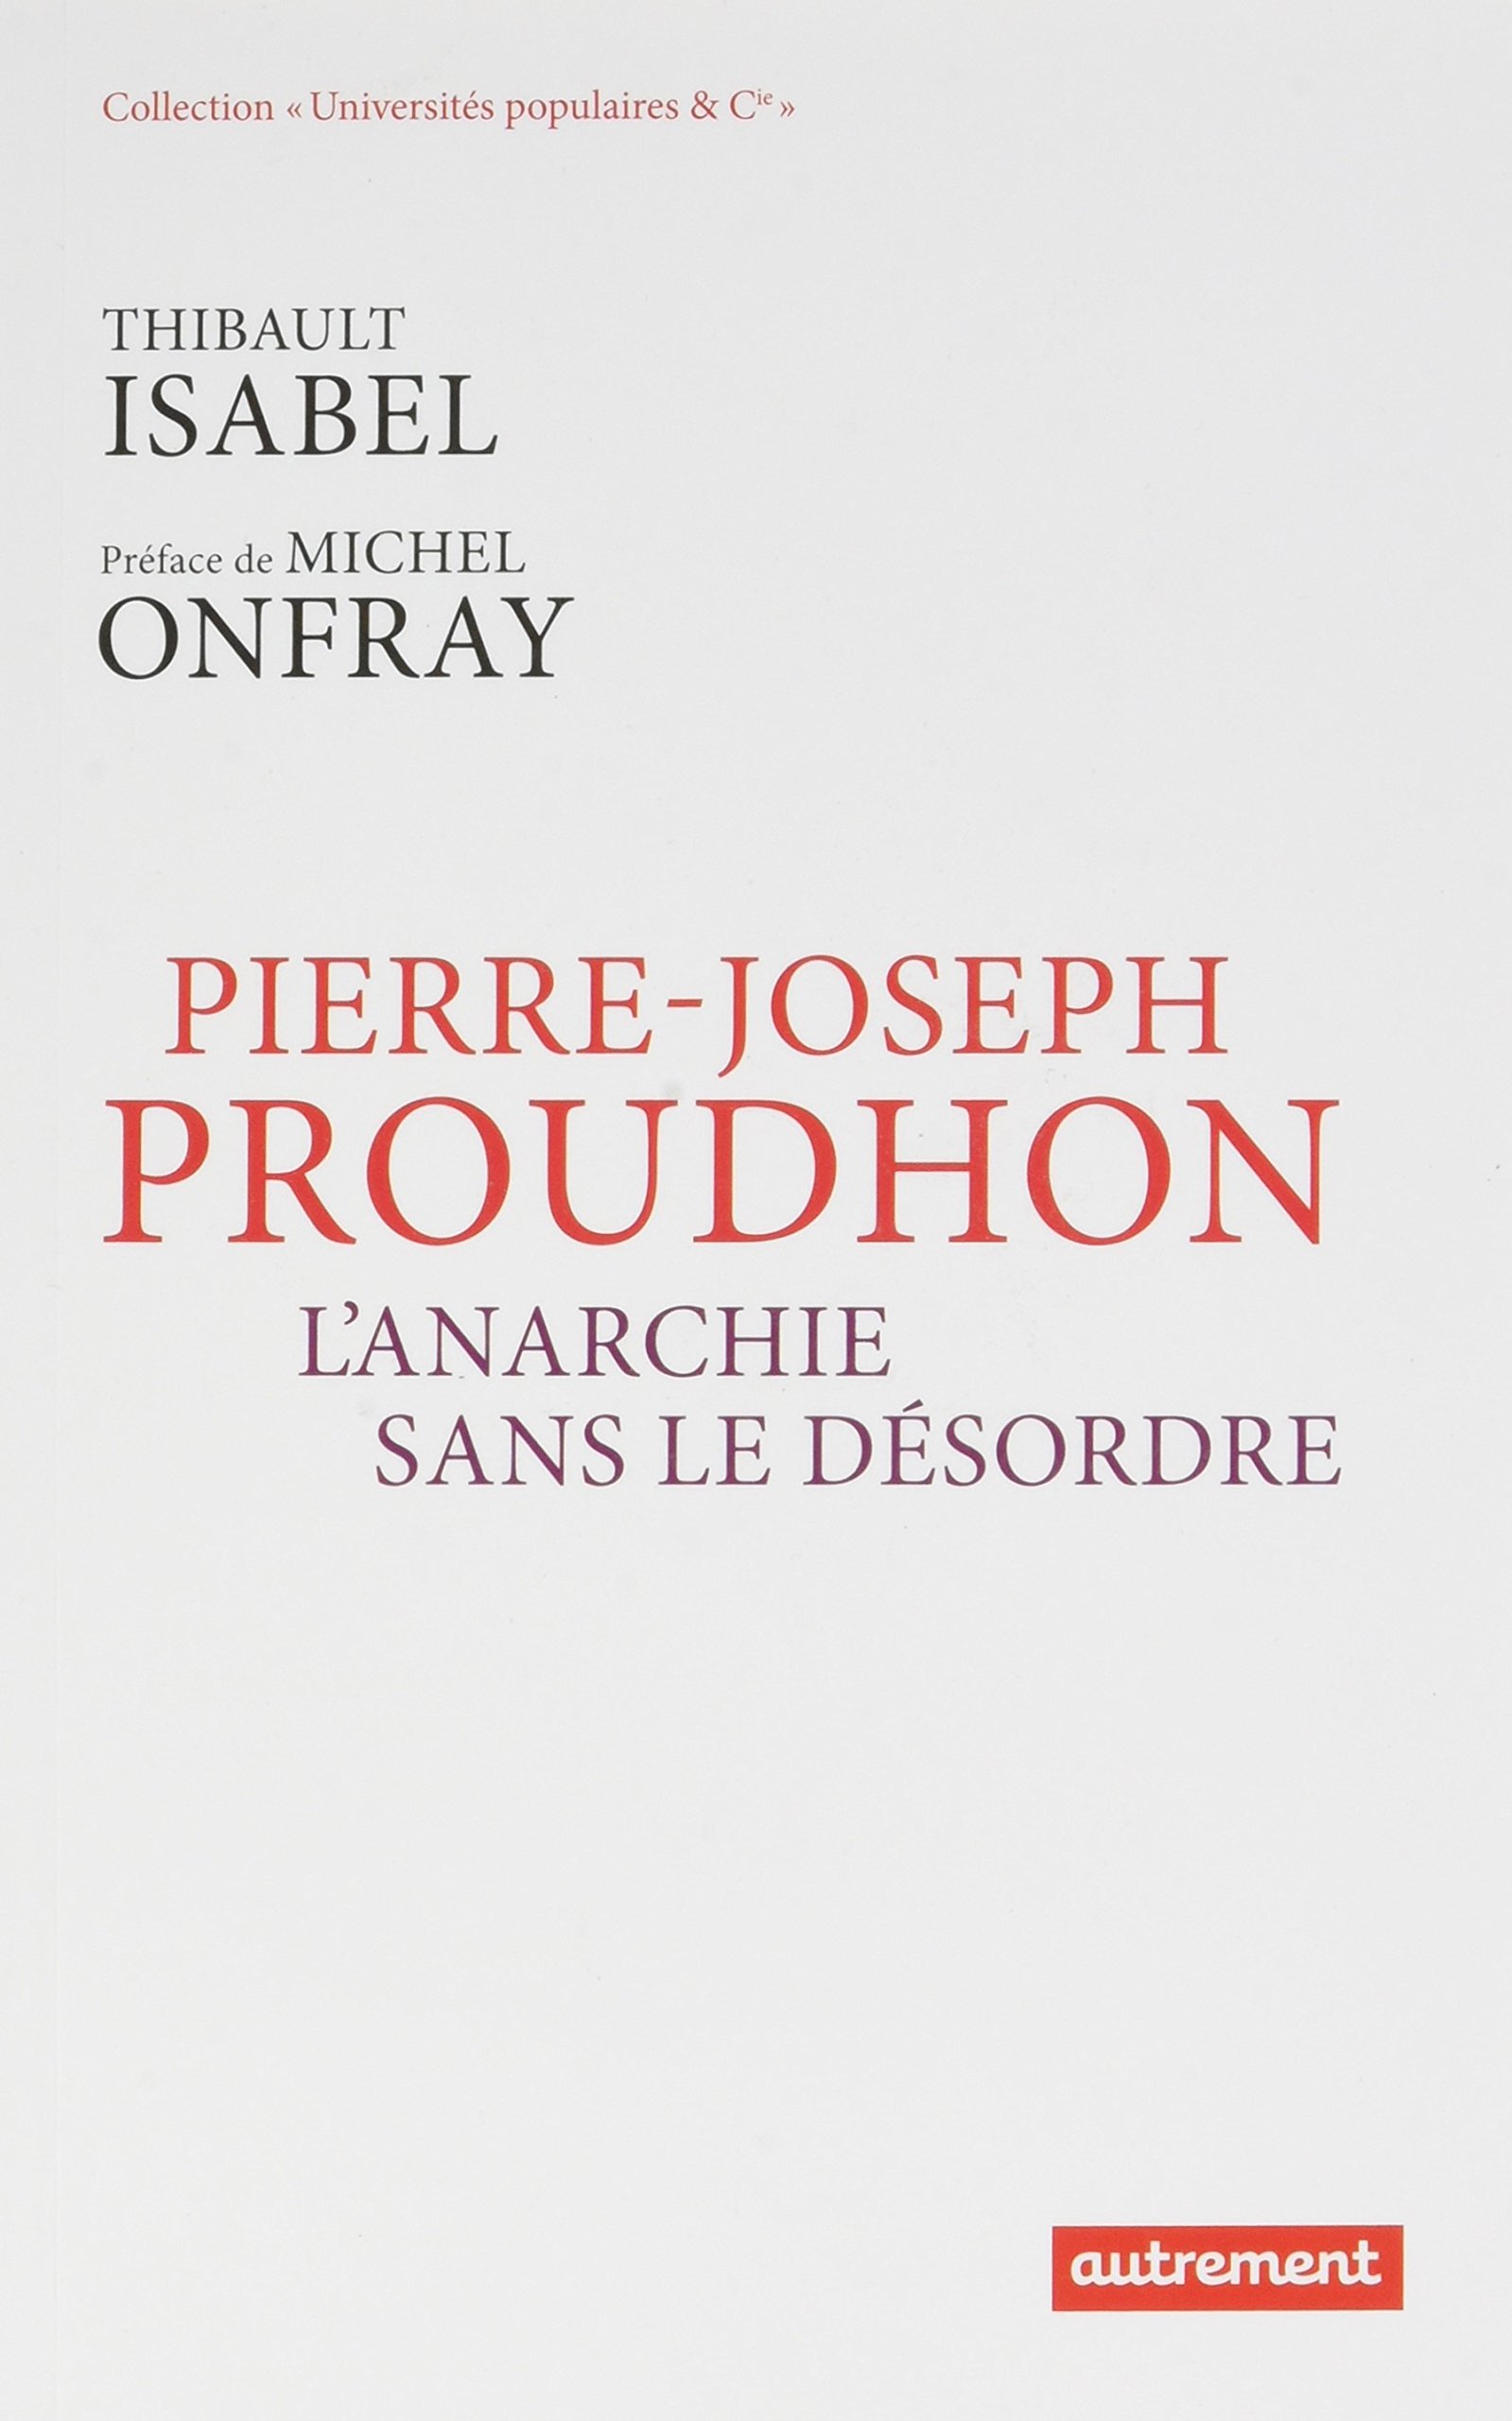 Collection « Universités populaires & Cie »
THIBAULT
ISABEL
Préface de MICHEL
ONFRAY
PIERRE-JOSEPH
PROUDHON
L’ANARCHIE
SANS LE DÉSORDRE
autrement